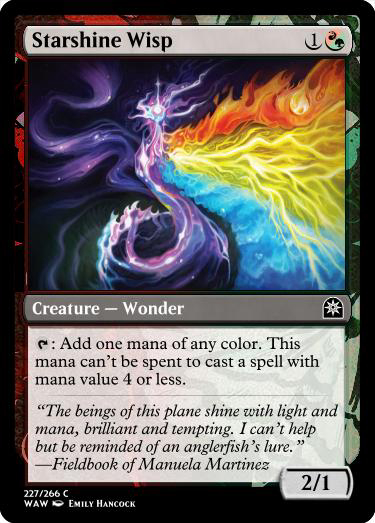 Starshine Wisp 1
Creature — Wonder
: Add one mana of any color. This
mana can't be spent to cast a spell with
mana value 4 or less.
"The beings of this plane shine with light and
mana, brilliant and tempting. I can't help
but be reminded of an anglerfish's lure."
—Fieldbook of Manuela Martinez
2/1
227/266 C
WAW Emily Hancock